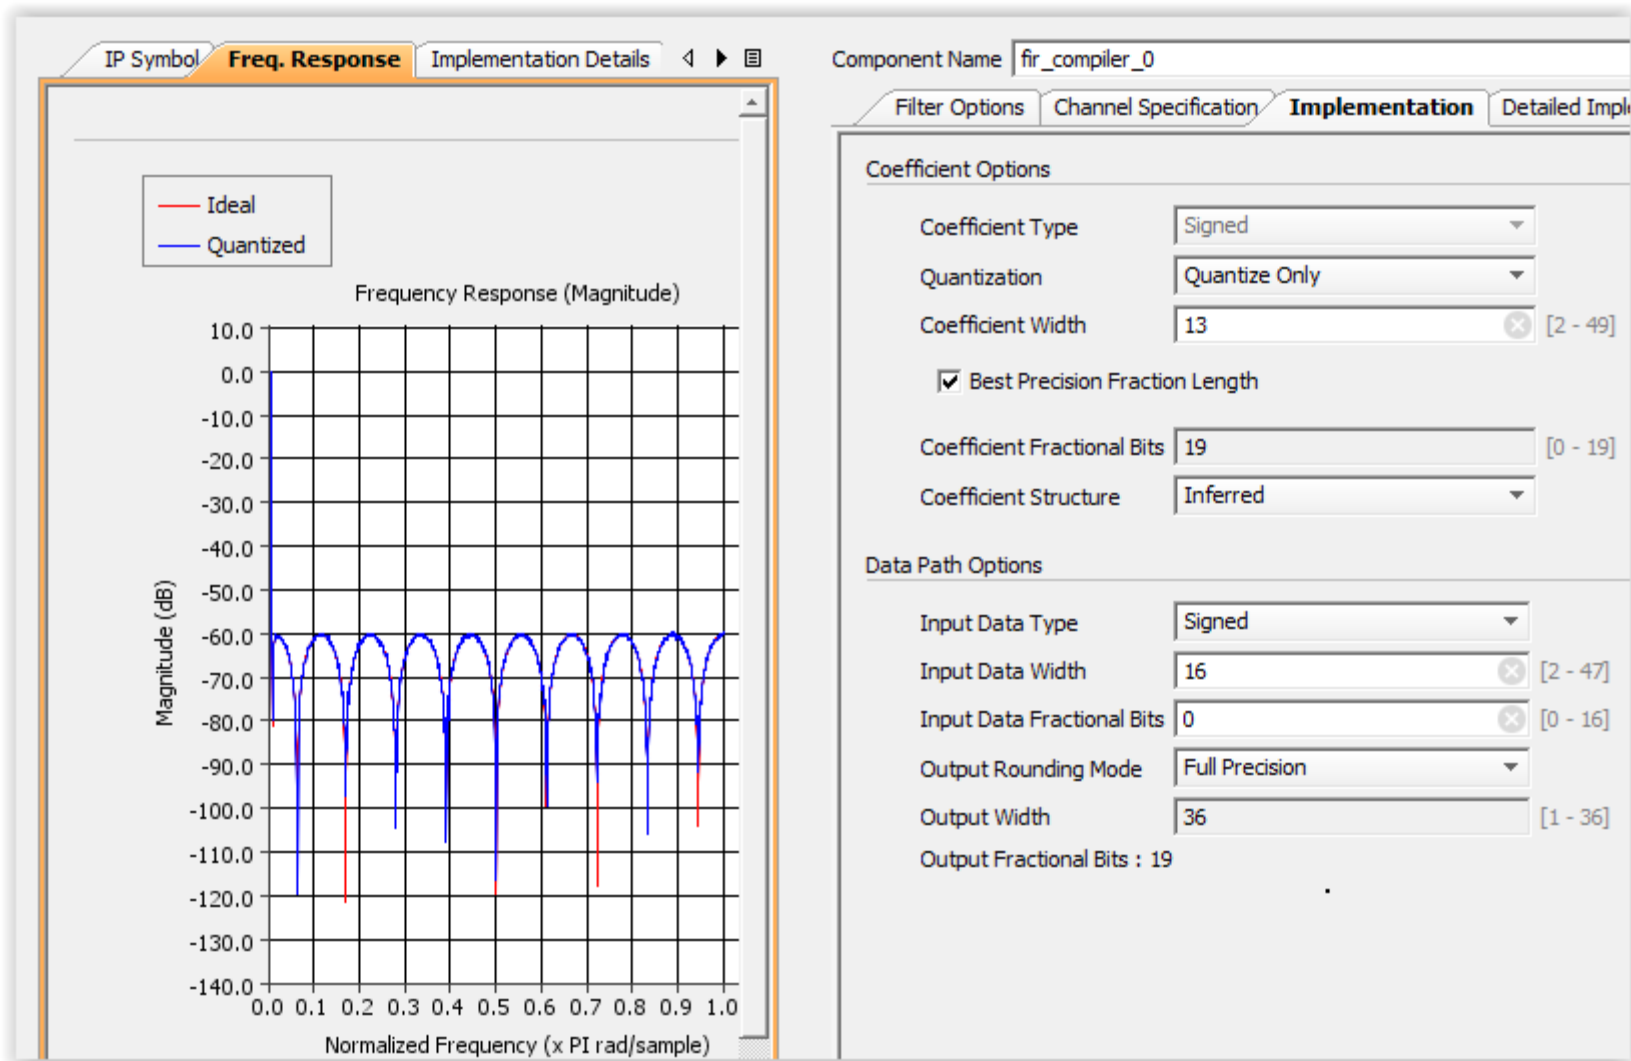 IP Symbol Freq. Response Implementation Details
Ideal
Quantized
Frequency Response (Magnitude)
10.0
0.0
-10.0
-20.0
-30.0
-40.0
-50.0
-60.0
-70.0
-80.0
-90.0
-100.0
-110.0
-120.0
-130.0
-140.0
Magnitude (dB)
0.0 0.1 0.2 0.3 0.4 0.5 0.6 0.7 0.8 0.9 1.0
Normalized Frequency (x PI rad/sample)
Component Name fir_compiler_0
Filter Options Channel Specification Implementation Detailed Imple
Coefficient Options
Coefficient Type Signed
Quantization Quantize Only
Coefficient Width 13 [2 - 49]
Best Precision Fraction Length
Coefficient Fractional Bits 19 [0 - 19]
Coefficient Structure Inferred
Data Path Options
Input Data Type Signed
Input Data Width 16 [2 - 47]
Input Data Fractional Bits 0 [0 - 16]
Output Rounding Mode Full Precision
Output Width 36 [1 - 36]
Output Fractional Bits : 19